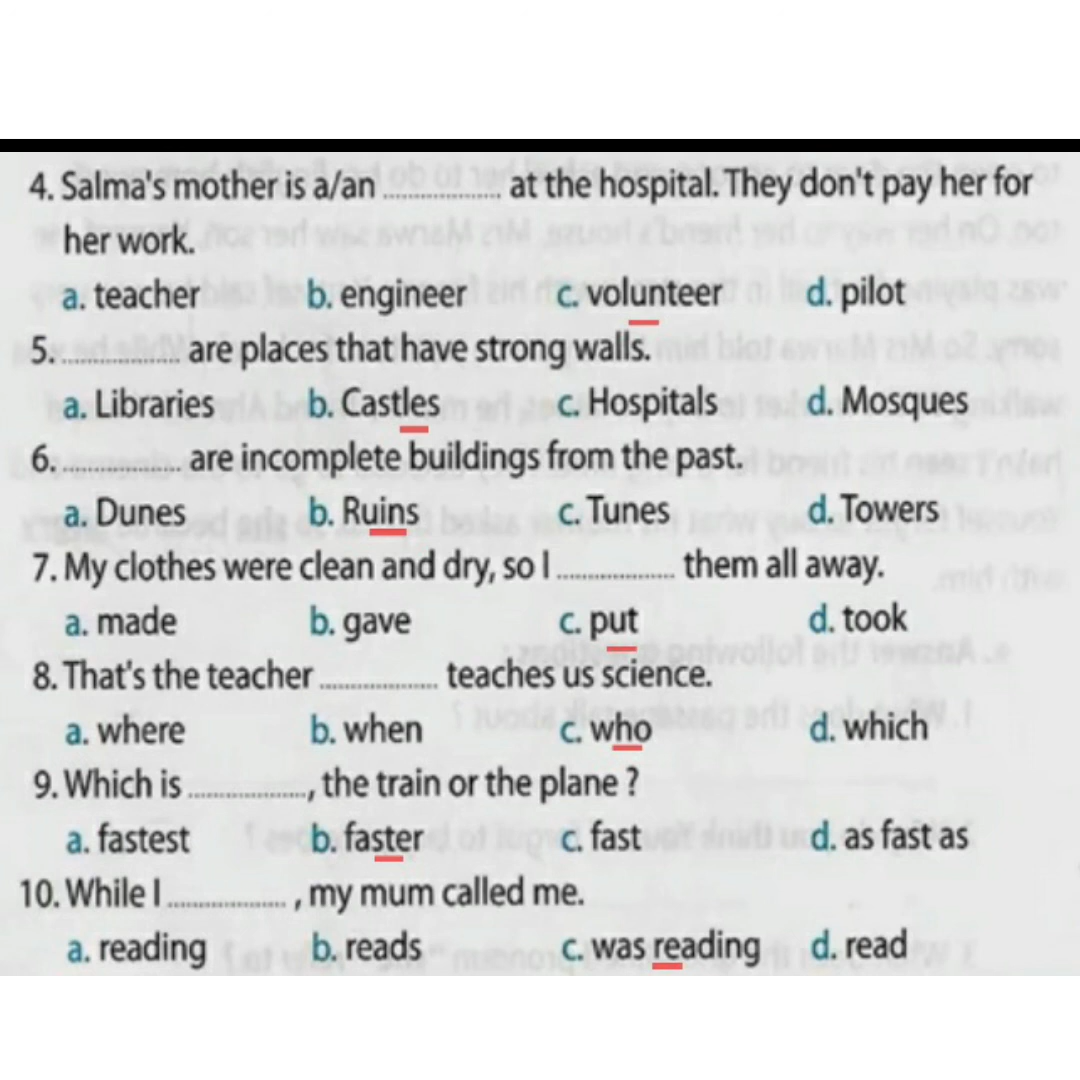 4. Salma's mother is a/an ............... at the hospital. They don't pay her for
her work.
a. teacher b. engineer c. volunteer d. pilot
5. ............... are places that have strong walls.
a. Libraries b. Castles c. Hospitals d. Mosques
6. ............... are incomplete buildings from the past.
a. Dunes b. Ruins c. Tunes d. Towers
7. My clothes were clean and dry, so I ............... them all away.
a. made b. gave c. put d. took
8. That's the teacher ............... teaches us science.
a. where b. when c. who d. which
9. Which is ..............., the train or the plane ?
a. fastest b. faster c. fast d. as fast as
10. While I ..............., my mum called me.
a. reading b. reads c. was reading d. read